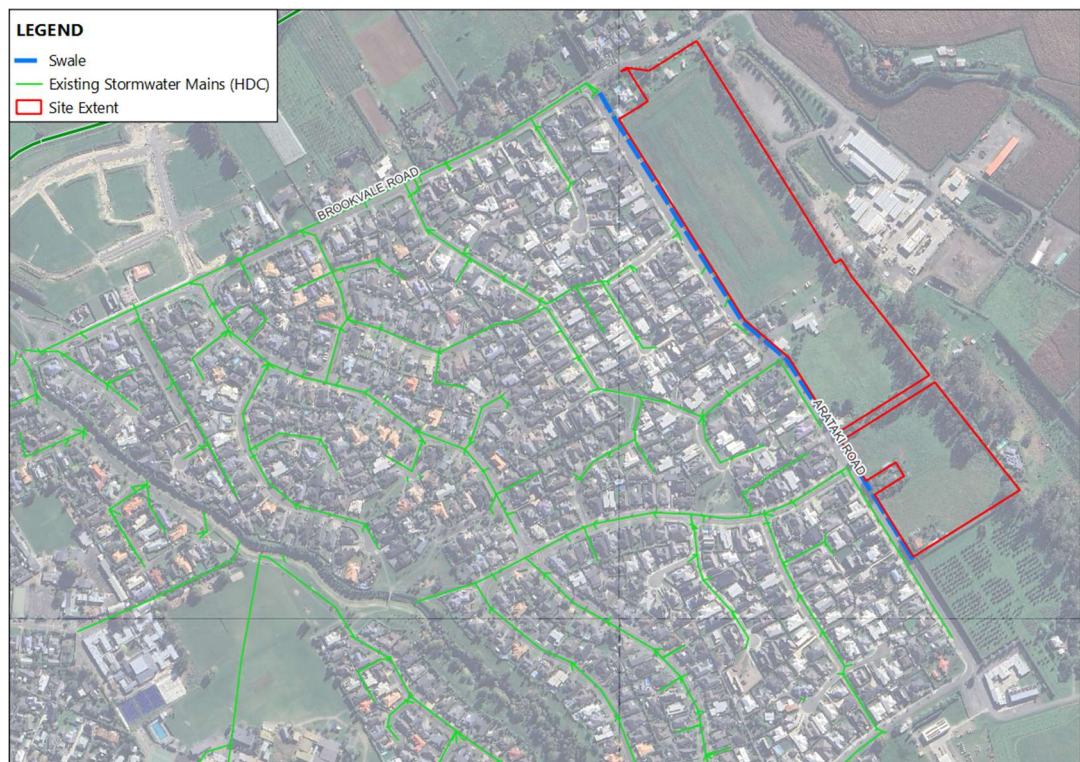 LEGEND
Swale
Existing Stormwater Mains (HDC)
Site Extent
BROOKVALE ROAD
ARATAKI ROAD